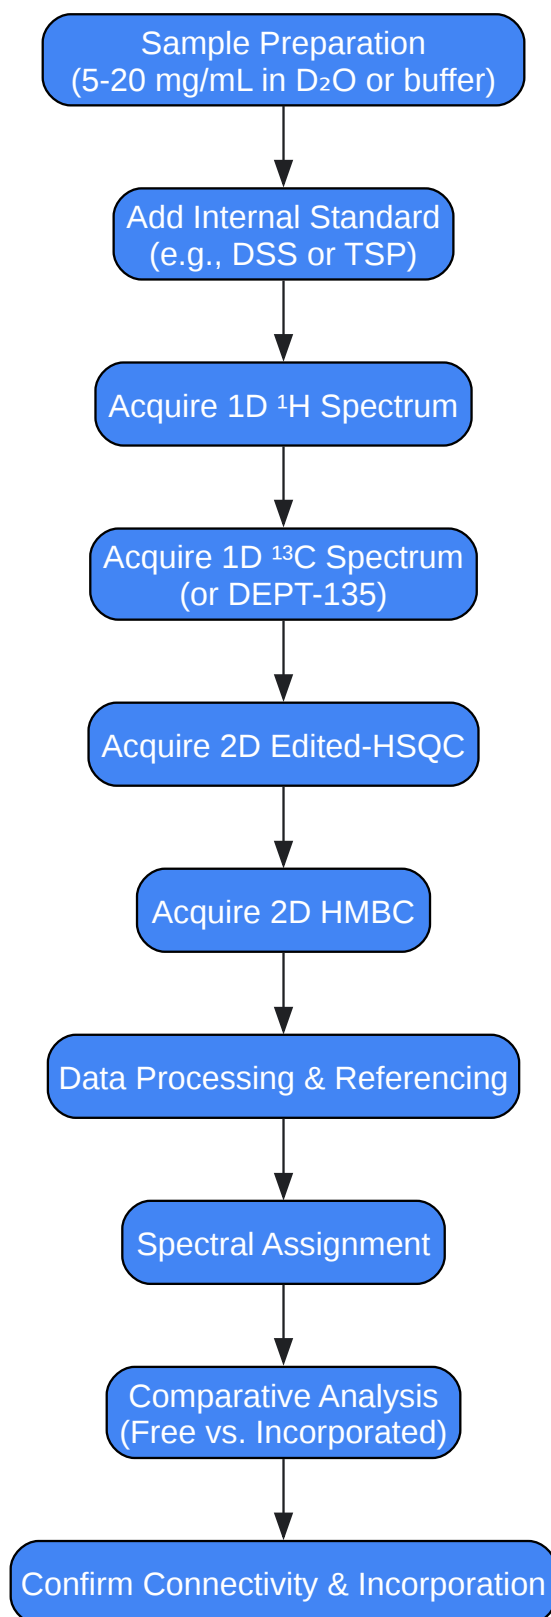 Sample Preparation
(5-20 mg/mL in D₂O or buffer)
Add Internal Standard
(e.g., DSS or TSP)
Acquire 1D ¹H Spectrum
Acquire 1D ¹³C Spectrum
(or DEPT-135)
Acquire 2D Edited-HSQC
Acquire 2D HMBC
Data Processing & Referencing
Spectral Assignment
Comparative Analysis
(Free vs. Incorporated)
Confirm Connectivity & Incorporation